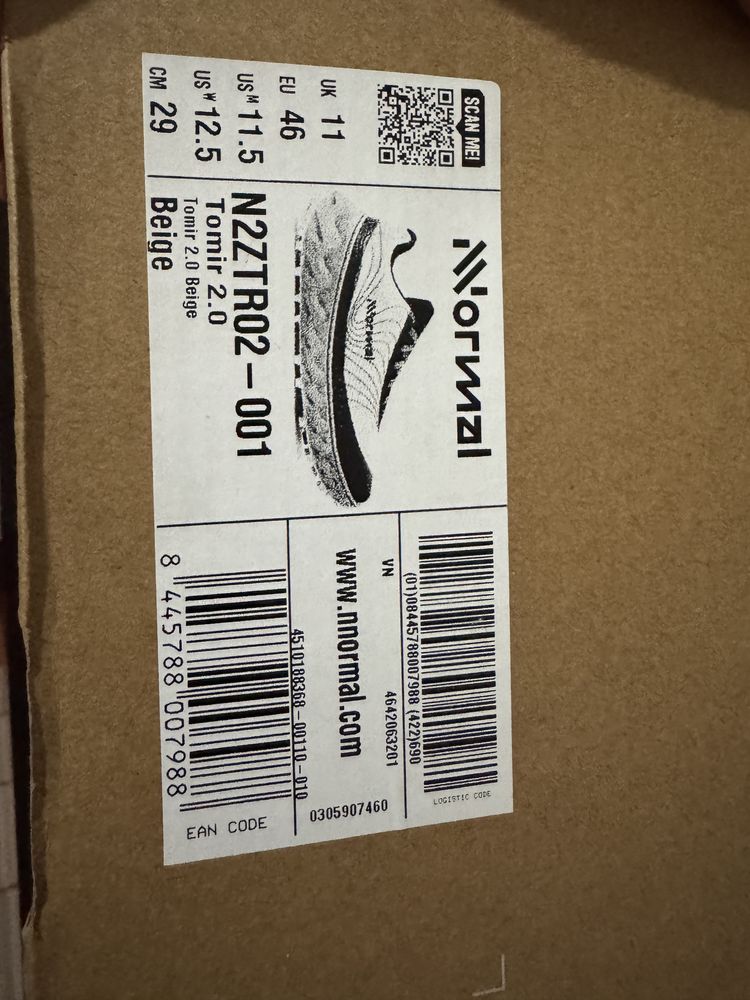 SCAN ME!
UK 11
EU 46
US M 11.5
US W 12.5
CM 29
NNormal
NNormal
N2ZTR02-001
Tomir 2.0
Tomir 2.0 Beige
Beige
(01)08445788007988 (422)690
LOGISTIC CODE
VN
4642063201
www.nnormal.com
0305907460
4510188368-00110-010
8 445788 007988
EAN CODE